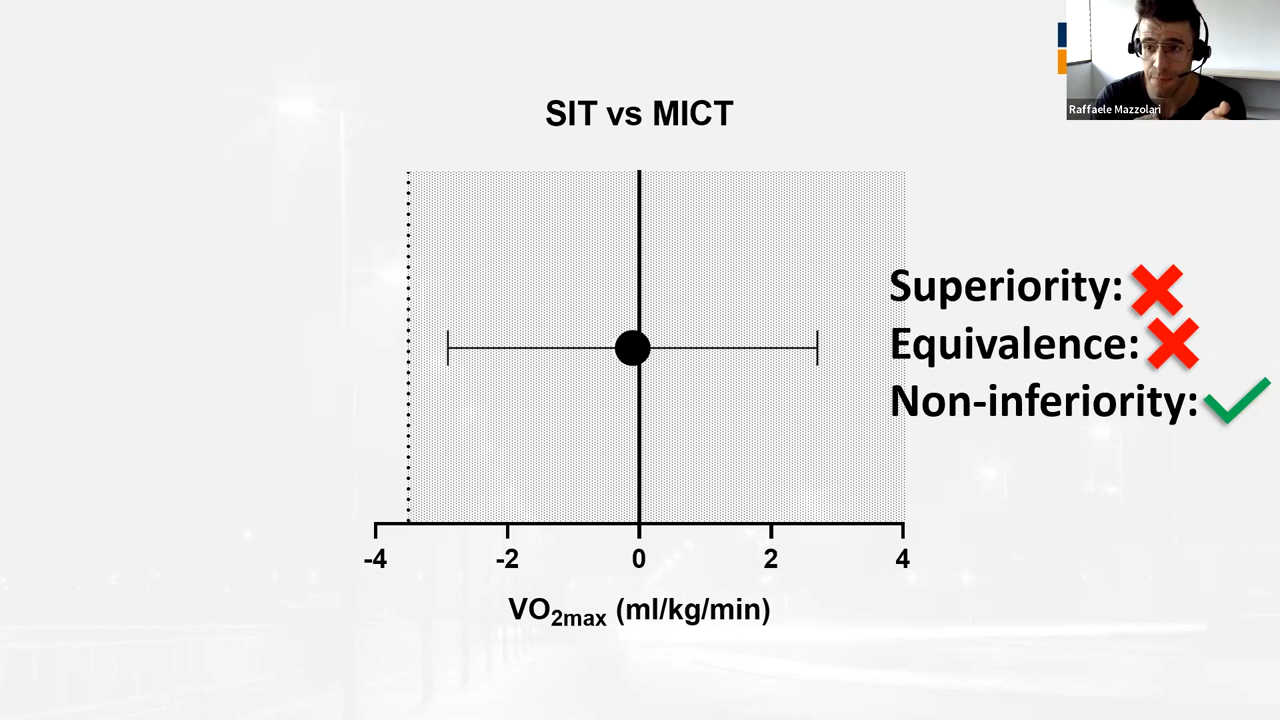 SIT vs MICT
Raffaele Mazzolari
Superiority:
Equivalence:
Non-inferiority:
-4 -2 0 2 4
VO2max (ml/kg/min)